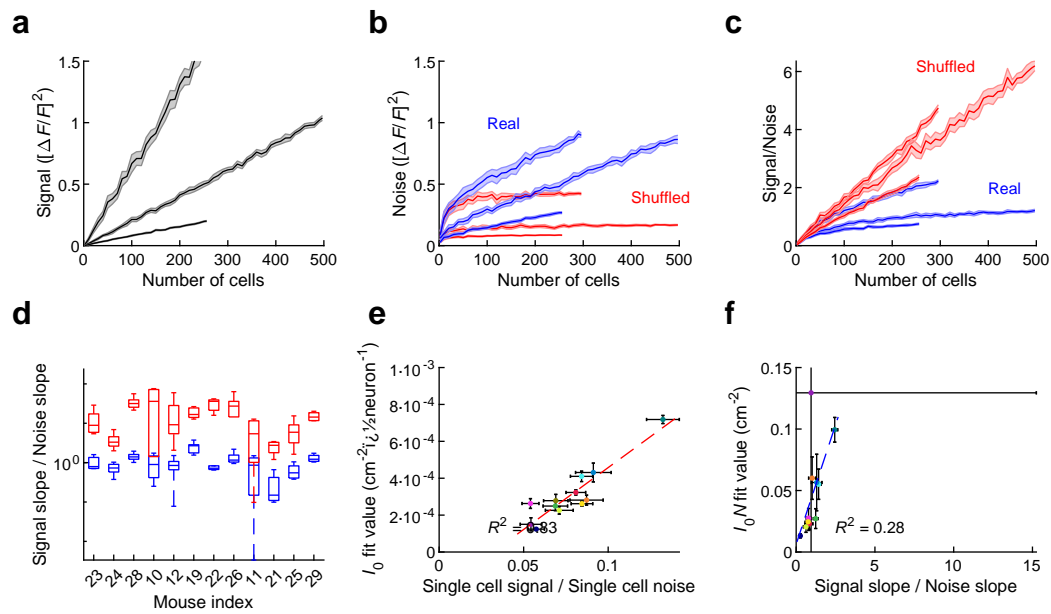 a
Signal ([Δ F/F]²)
1.5
1
0.5
0
0 100 200 300 400 500
Number of cells
b
Noise ([Δ F/F]²)
1.5
1
0.5
0
Real
Shuffled
0 100 200 300 400 500
Number of cells
c
Signal/Noise
6
4
2
0
Shuffled
Real
0 100 200 300 400 500
Number of cells
d
Signal slope / Noise slope
10⁰
23 24 28 10 12 19 22 26 11 21 25 29
Mouse index
e
I₀ fit value (cm⁻²ï¿½neuron⁻¹)
1·10⁻³
8·10⁻⁴
6·10⁻⁴
4·10⁻⁴
2·10⁻⁴
0
R² = 0.83
0.05 0.1
Single cell signal / Single cell noise
f
I₀N fit value (cm⁻²)
0.15
0.1
0.05
0
R² = 0.28
0 5 10 15
Signal slope / Noise slope